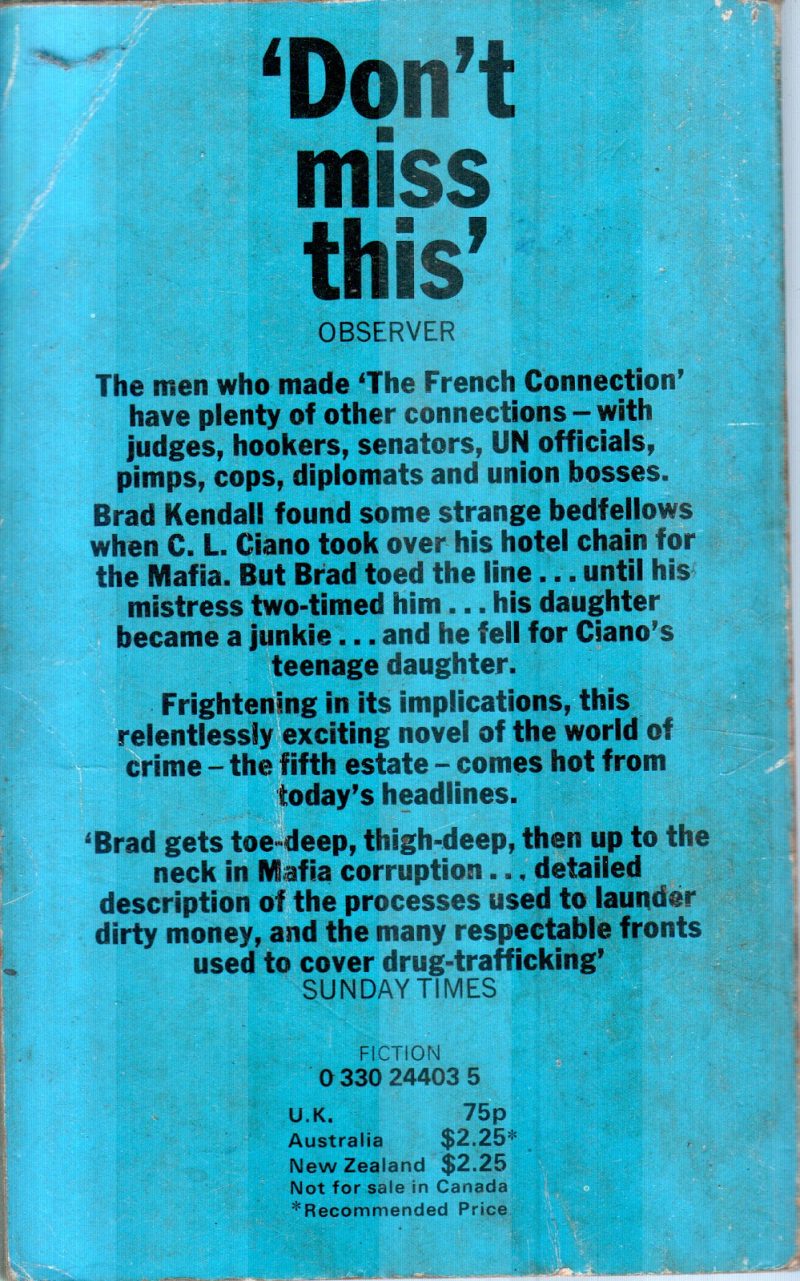 ‘Don’t
miss
this’
OBSERVER
The men who made ‘The French Connection’
have plenty of other connections – with
judges, hookers, senators, UN officials,
pimps, cops, diplomats and union bosses.
Brad Kendall found some strange bedfellows
when C. L. Ciano took over his hotel chain for
the Mafia. But Brad toed the line . . . until his
mistress two-timed him . . . his daughter
became a junkie . . . and he fell for Ciano’s
teenage daughter.
Frightening in its implications, this
relentlessly exciting novel of the world of
crime – the fifth estate – comes hot from
today’s headlines.
‘Brad gets toe-deep, thigh-deep, then up to the
neck in Mafia corruption . . . detailed
description of the processes used to launder
dirty money, and the many respectable fronts
used to cover drug-trafficking’
SUNDAY TIMES
FICTION
0 330 24403 5
U.K. 75p
Australia $2.25*
New Zealand $2.25
Not for sale in Canada
*Recommended Price